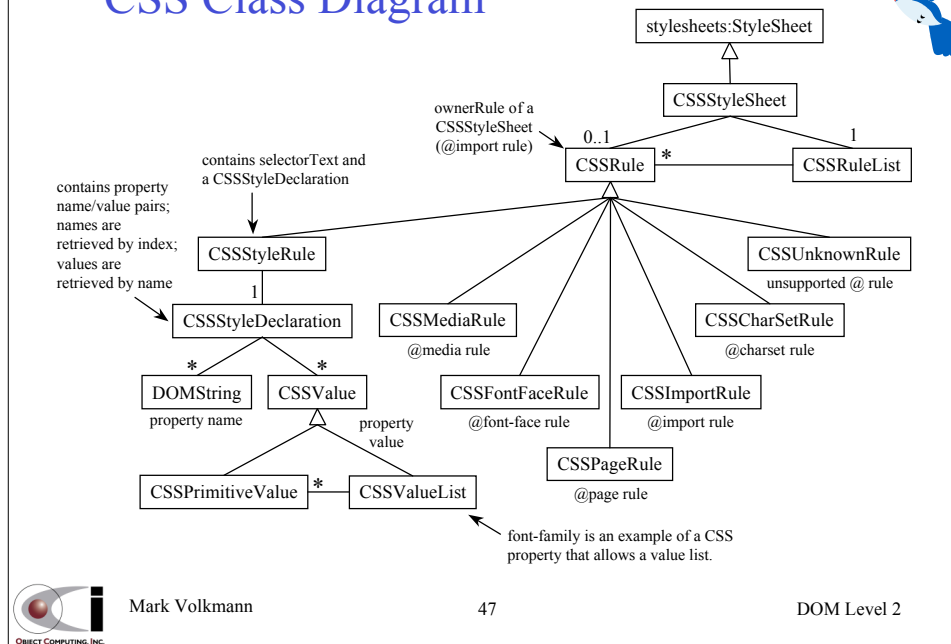 CSS Class Diagram
stylesheets:StyleSheet
CSSStyleSheet
ownerRule of a
CSSStyleSheet
(@import rule)
0..1
1
CSSRule
*
CSSRuleList
contains selectorText and
a CSSStyleDeclaration
contains property
name/value pairs;
names are
retrieved by index;
values are
retrieved by name
CSSStyleRule
CSSUnknownRule
unsupported @ rule
1
CSSStyleDeclaration
CSSMediaRule
@media rule
CSSCharSetRule
@charset rule
*
*
DOMString
property name
CSSValue
CSSFontFaceRule
@font-face rule
CSSImportRule
@import rule
property
value
CSSPageRule
@page rule
CSSPrimitiveValue
*
CSSValueList
font-family is an example of a CSS
property that allows a value list.
OBJECT COMPUTING, INC.
Mark Volkmann
47
DOM Level 2